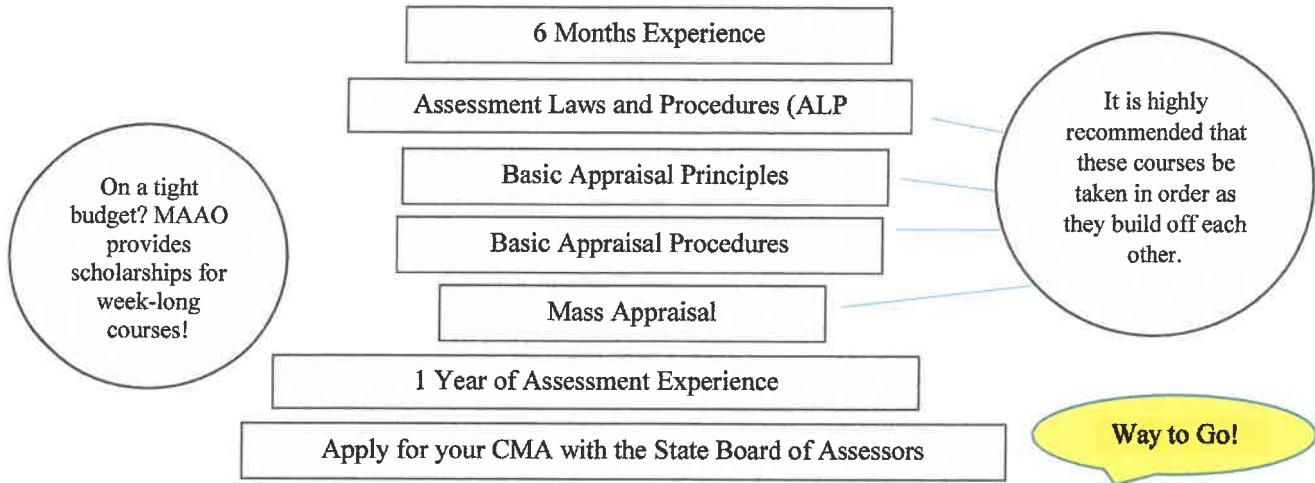 6 Months Experience
Assessment Laws and Procedures (ALP
Basic Appraisal Principles
Basic Appraisal Procedures
Mass Appraisal
1 Year of Assessment Experience
Apply for your CMA with the State Board of Assessors
On a tight
budget? MAAO
provides
scholarships for
week-long
courses!
It is highly
recommended that
these courses be
taken in order as
they build off each
other.
Way to Go!